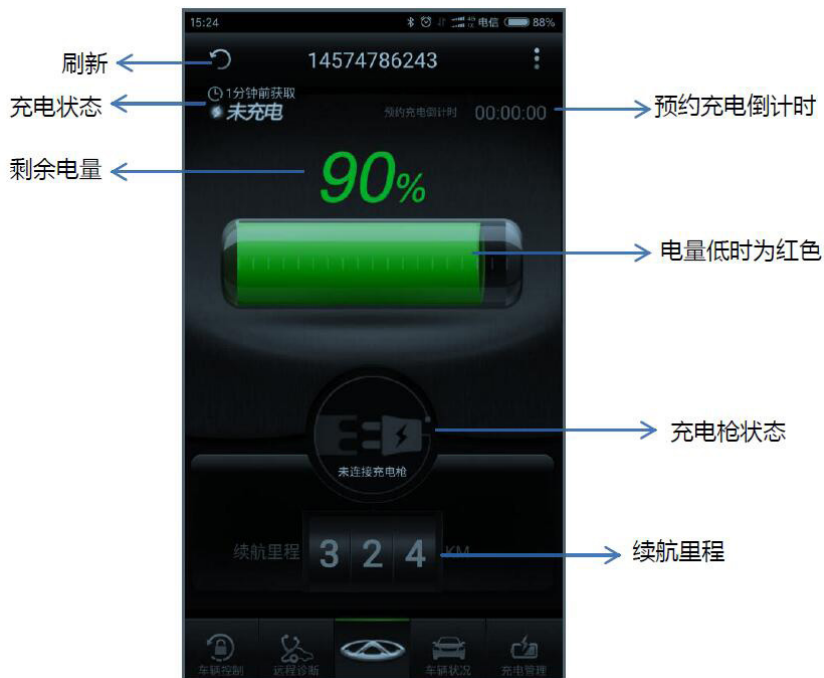 15:24
电信
88%
刷新
14574786243
充电状态
1分钟前获取
未充电
预约充电倒计时
00:00:00
预约充电倒计时
剩余电量
90%
电量低时为红色
未连接充电枪
充电枪状态
续航里程
3 2 4
KM
续航里程
车辆控制
远程诊断
车辆状况
充电管理